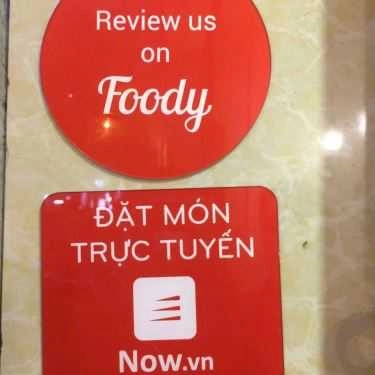 Review us
on
Foody
ĐẶT MÓN
TRỰC TUYẾN
Now.vn